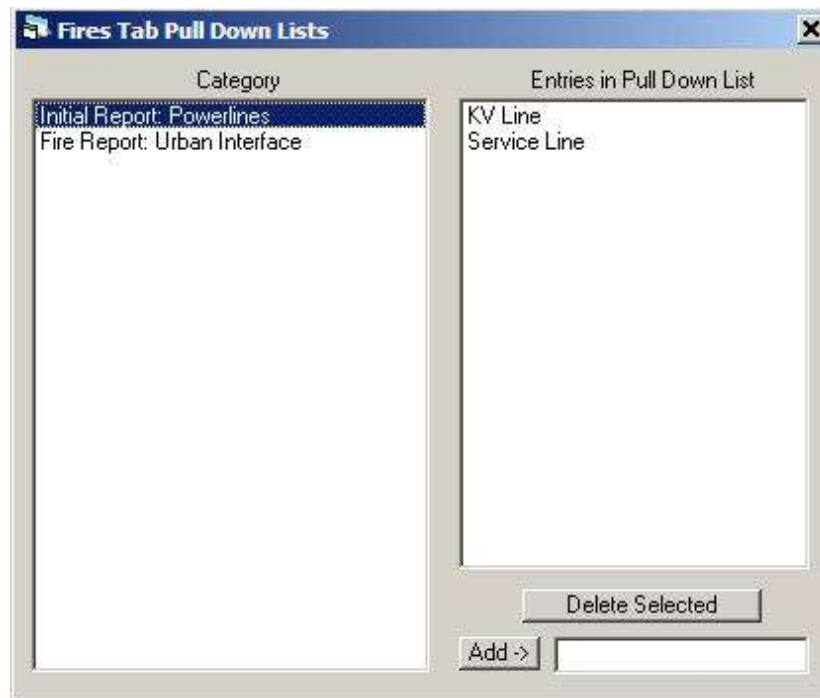 Fires Tab Pull Down Lists
Category
Initial Report: Powerlines
Fire Report: Urban Interface
Entries in Pull Down List
KV Line
Service Line
Delete Selected
Add ->